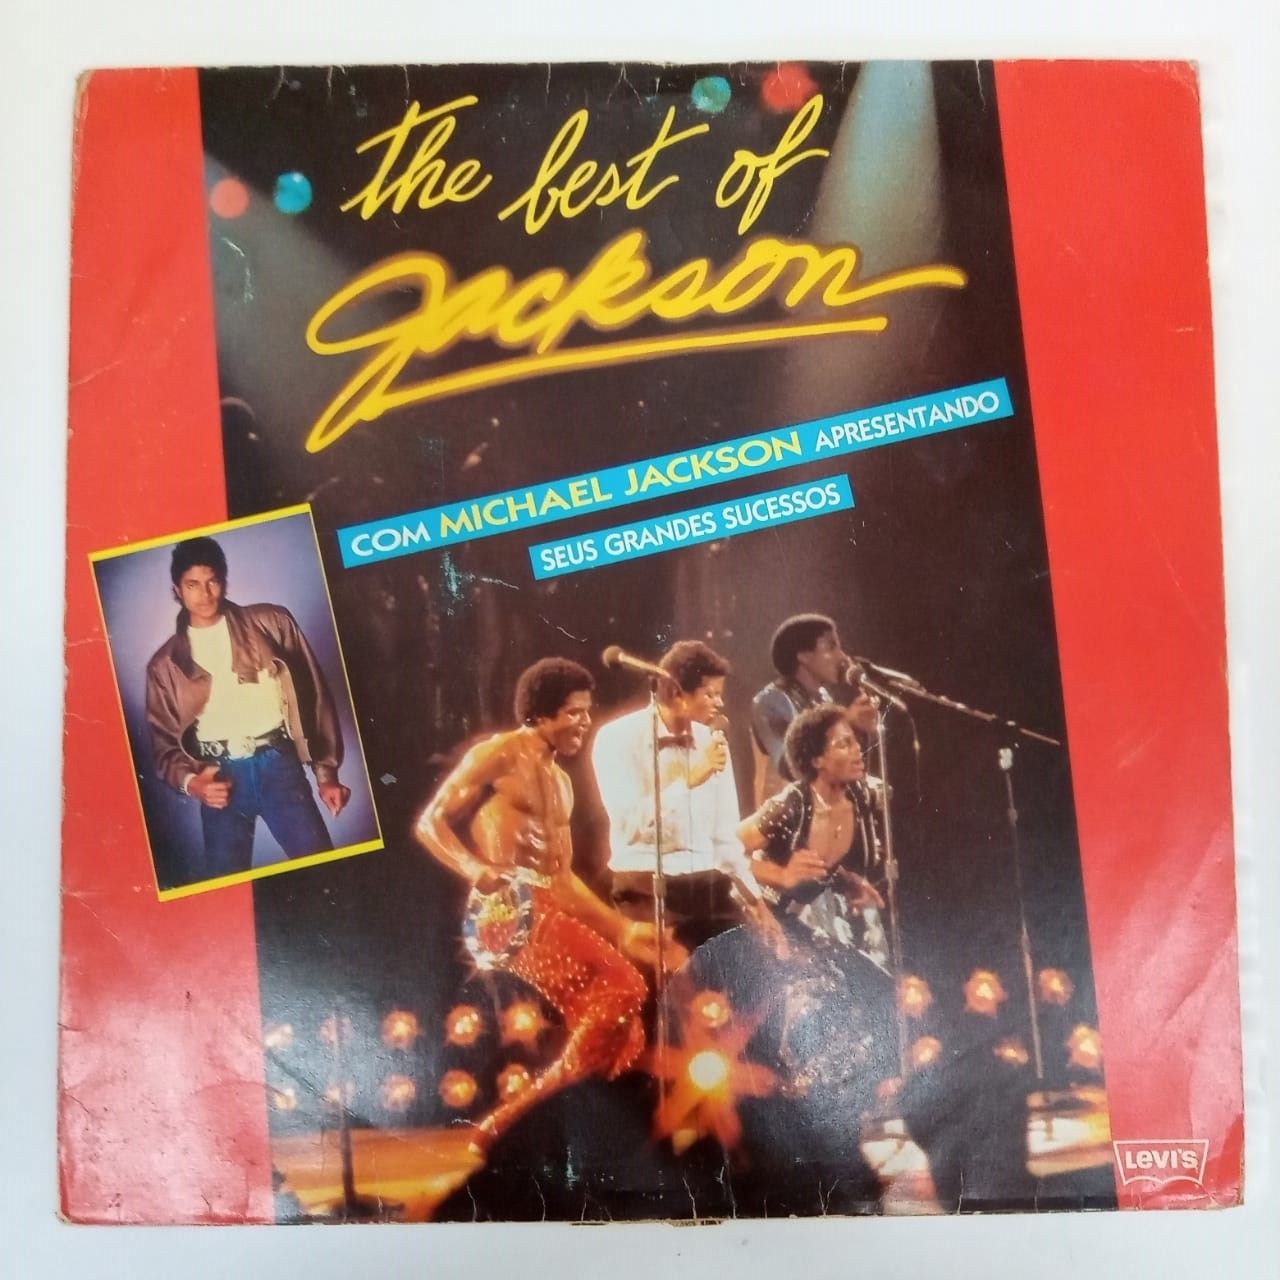 the best of
Jackson
COM MICHAEL JACKSON APRESENTANDO
SEUS GRANDES SUCESSOS
LEVI'S